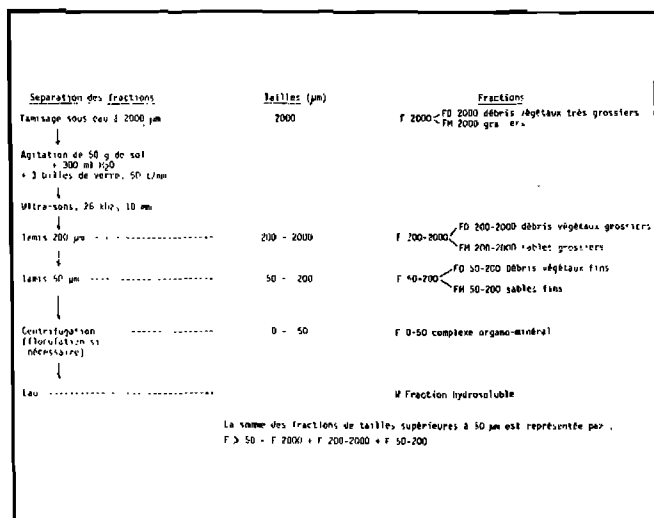 Separation des fractions Tailles (µm) Fractions
Tamisage sous eau à 2000 µm 2000 F 2000 FD 2000 débris végétaux très grossiers
FM 2000 graviers
Agitation de 50 g de sol
+ 300 ml H2O
+ 3 billes de verre, 50 t/mn
Ultra-sons, 26 khz, 10 mn
Tamis 200 µm 200 - 2000 F 200-2000 FD 200-2000 débris végétaux grossiers
FM 200-2000 sables grossiers
Tamis 50 µm 50 - 200 F 50-200 FD 50-200 débris végétaux fins
FM 50-200 sables fins
Centrifugation 0 - 50 F 0-50 complexe organo-minéral
(floculation si
nécessaire)
Eau W Fraction hydrosoluble
La somme des fractions de tailles supérieures à 50 µm est représentée par :
F > 50 = F 2000 + F 200-2000 + F 50-200